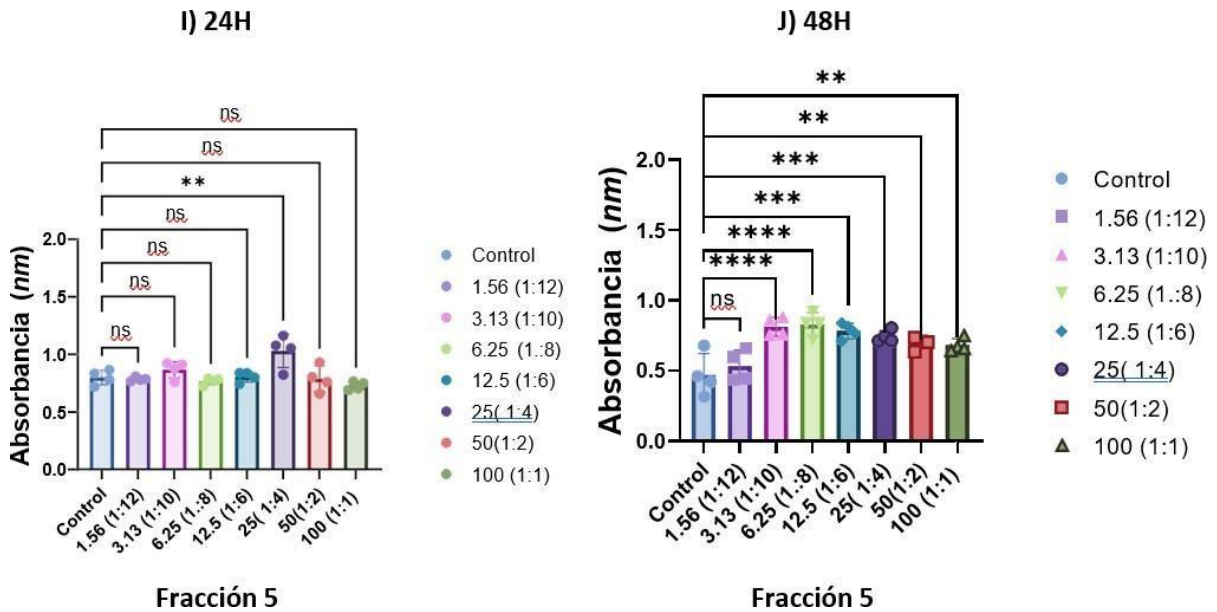 I) 24H
ns
ns
**
ns
ns
ns
ns
Absorbancia (nm)
2.0
1.5
1.0
0.5
0.0
Control
1.56 (1:12)
3.13 (1:10)
6.25 (1.:8)
12.5 (1:6)
25( 1:4)
50(1:2)
100 (1:1)
Fracción 5
Control
1.56 (1:12)
3.13 (1:10)
6.25 (1.:8)
12.5 (1:6)
25( 1:4)
50(1:2)
100 (1:1)
J) 48H
**
**
***
***
****
****
ns
Absorbancia (nm)
2.0
1.5
1.0
0.5
0.0
Control
1.56 (1:12)
3.13 (1:10)
6.25 (1.:8)
12.5 (1:6)
25( 1:4)
50(1:2)
100 (1:1)
Fracción 5
Control
1.56 (1:12)
3.13 (1:10)
6.25 (1.:8)
12.5 (1:6)
25( 1:4)
50(1:2)
100 (1:1)